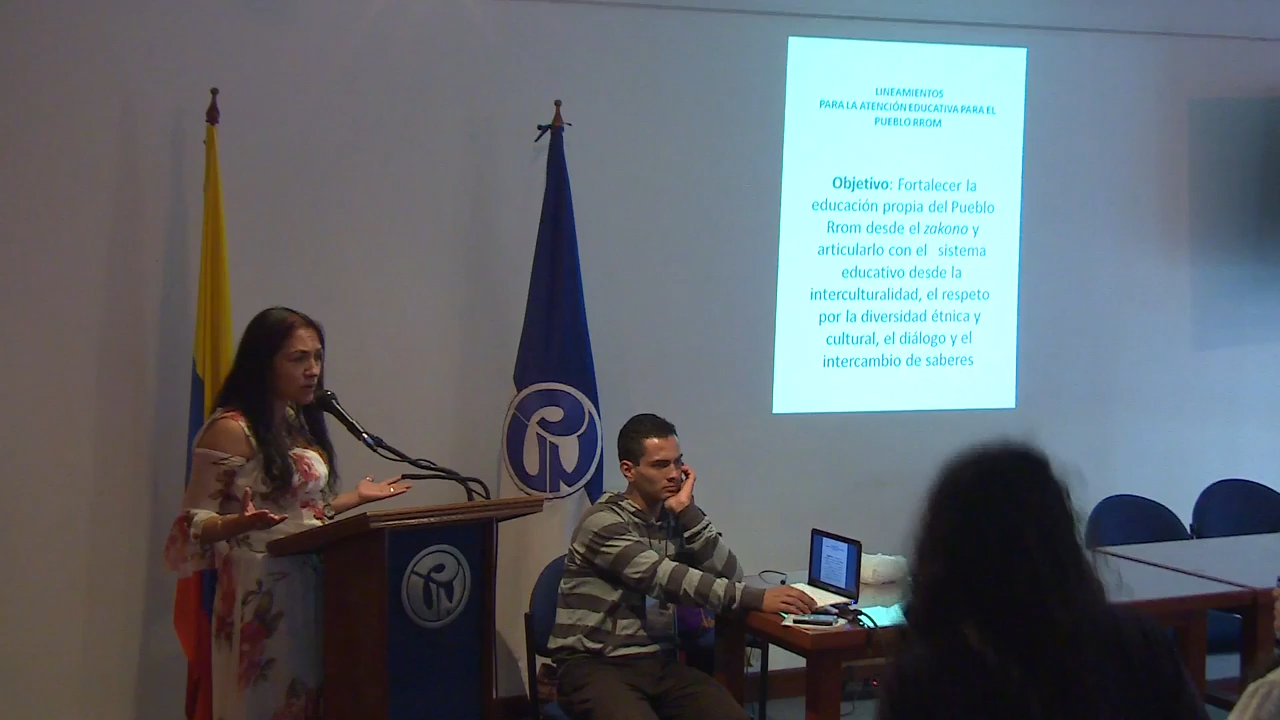 LINEAMIENTOS
PARA LA ATENCIÓN EDUCATIVA PARA EL
PUEBLO RROM
Objetivo: Fortalecer la
educación propia del Pueblo
Rrom desde el zakono y
articularlo con el sistema
educativo desde la
interculturalidad, el respeto
por la diversidad étnica y
cultural, el diálogo y el
intercambio de saberes